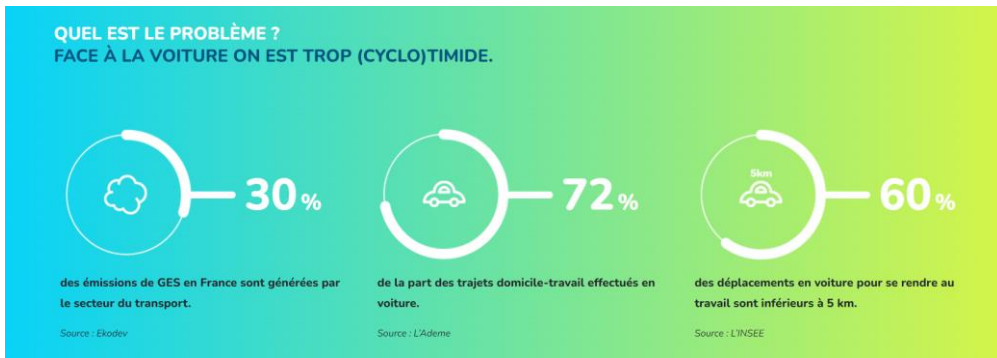 QUEL EST LE PROBLÈME ?
FACE À LA VOITURE ON EST TROP (CYCLO)TIMIDE.
30 %
des émissions de GES en France sont générées par
le secteur du transport.
Source : Ekodev
72 %
de la part des trajets domicile-travail effectués en
voiture.
Source : L'Ademe
5km
60 %
des déplacements en voiture pour se rendre au
travail sont inférieurs à 5 km.
Source : L'INSEE